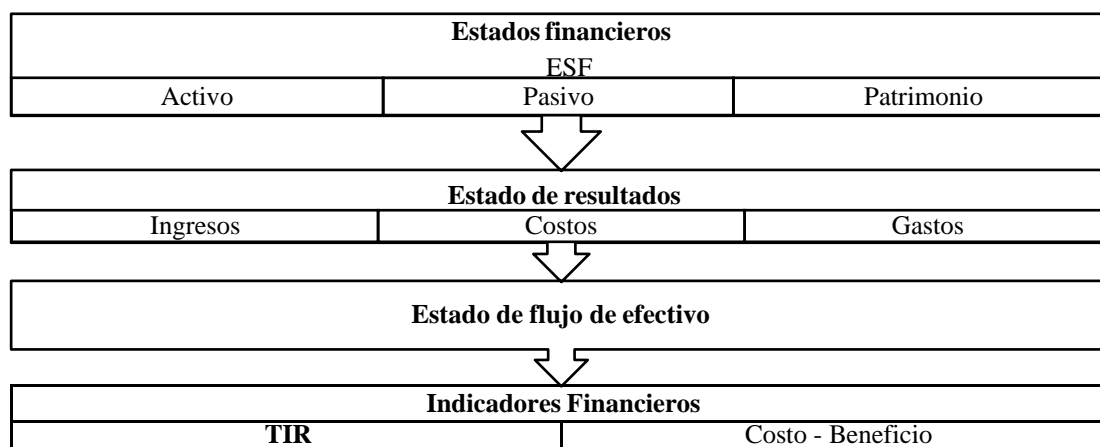 Estados financieros
ESF
Activo Pasivo Patrimonio
Estado de resultados
Ingresos Costos Gastos
Estado de flujo de efectivo
Indicadores Financieros
TIR Costo - Beneficio